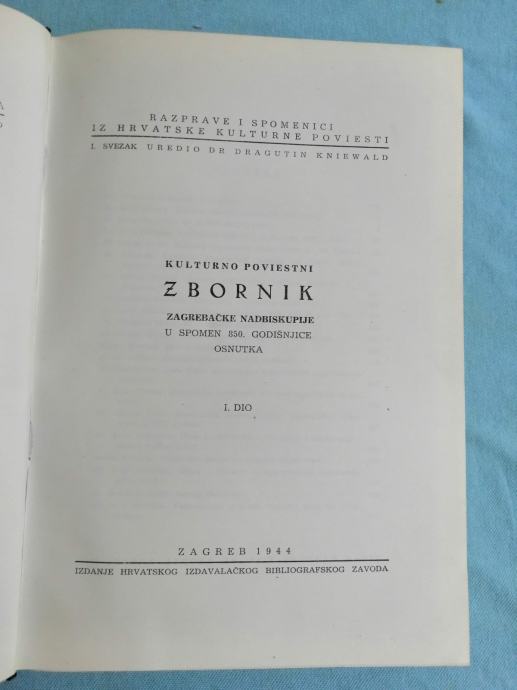 RAZPRAVE I SPOMENICI
IZ HRVATSKE KULTURNE POVIESTI
I. SVEZAK UREDIO DR DRAGUTIN KNIEWALD
KULTURNO POVIESTNI
ZBORNIK
ZAGREBAČKE NADBISKUPIJE
U SPOMEN 850. GODIŠNJICE
OSNUTKA
I. DIO
ZAGREB 1944
IZDANJE HRVATSKOG IZDAVALAČKOG BIBLIOGRAFSKOG ZAVODA